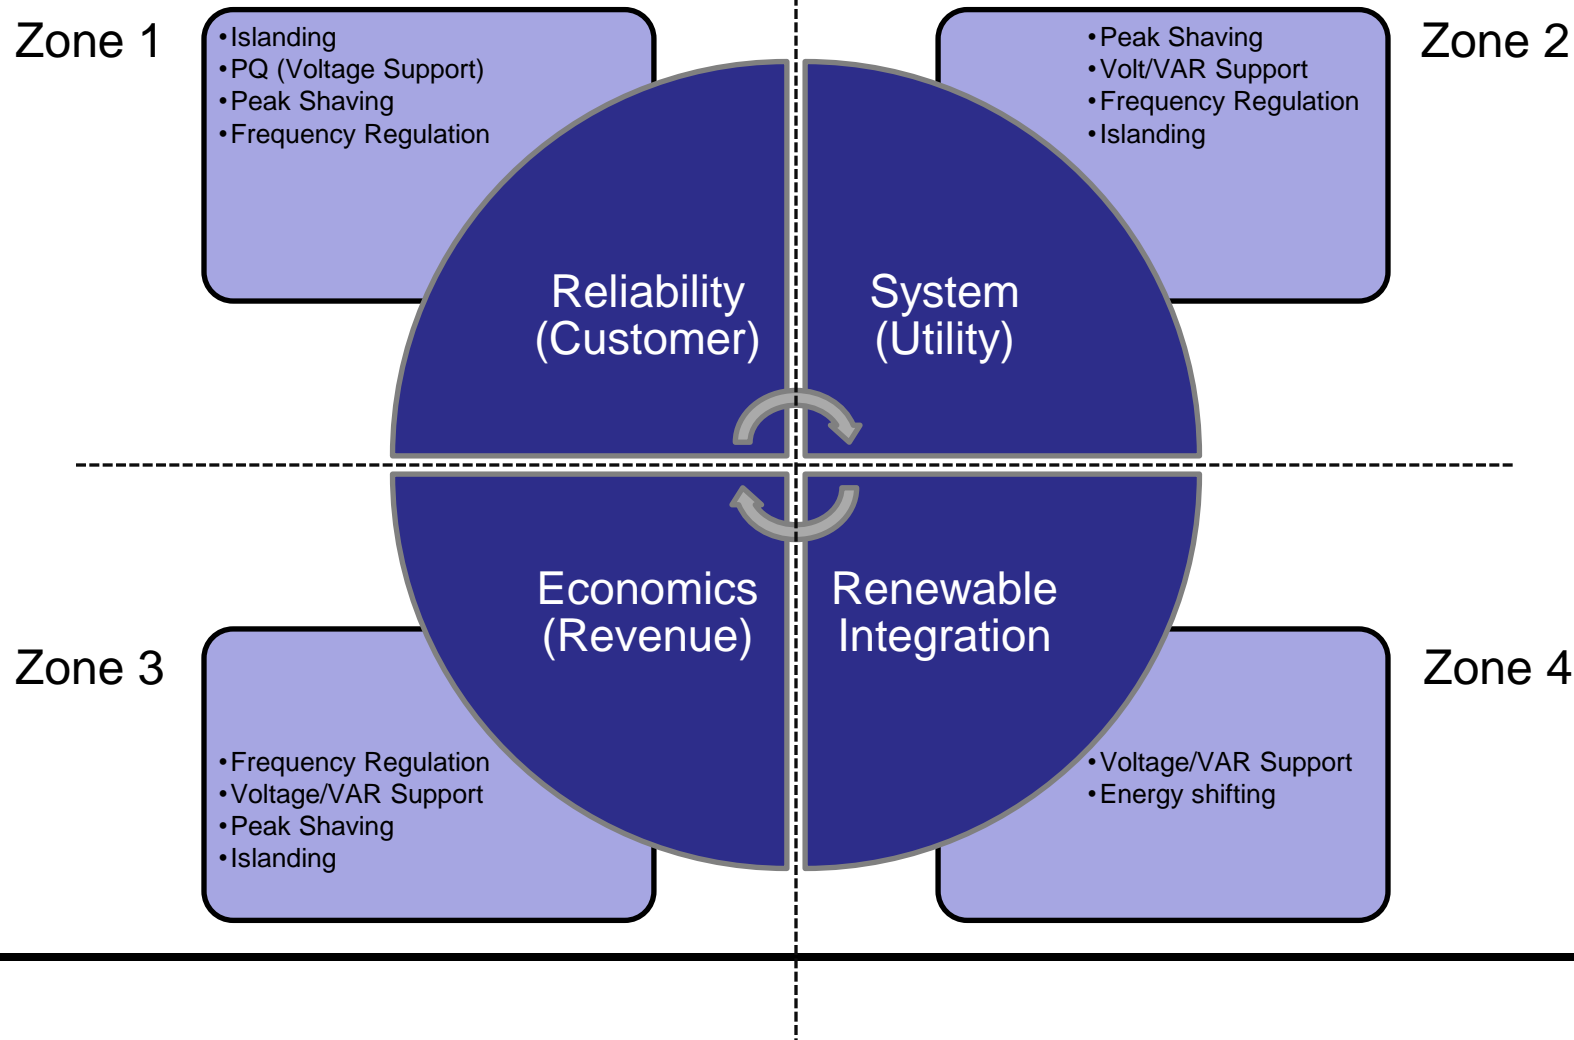 Zone 1
•Islanding
•PQ (Voltage Support)
•Peak Shaving
•Frequency Regulation
Zone 2
•Peak Shaving
•Volt/VAR Support
•Frequency Regulation
•Islanding
Reliability
(Customer)
System
(Utility)
Economics
(Revenue)
Renewable
Integration
Zone 3
•Frequency Regulation
•Voltage/VAR Support
•Peak Shaving
•Islanding
Zone 4
•Voltage/VAR Support
•Energy shifting